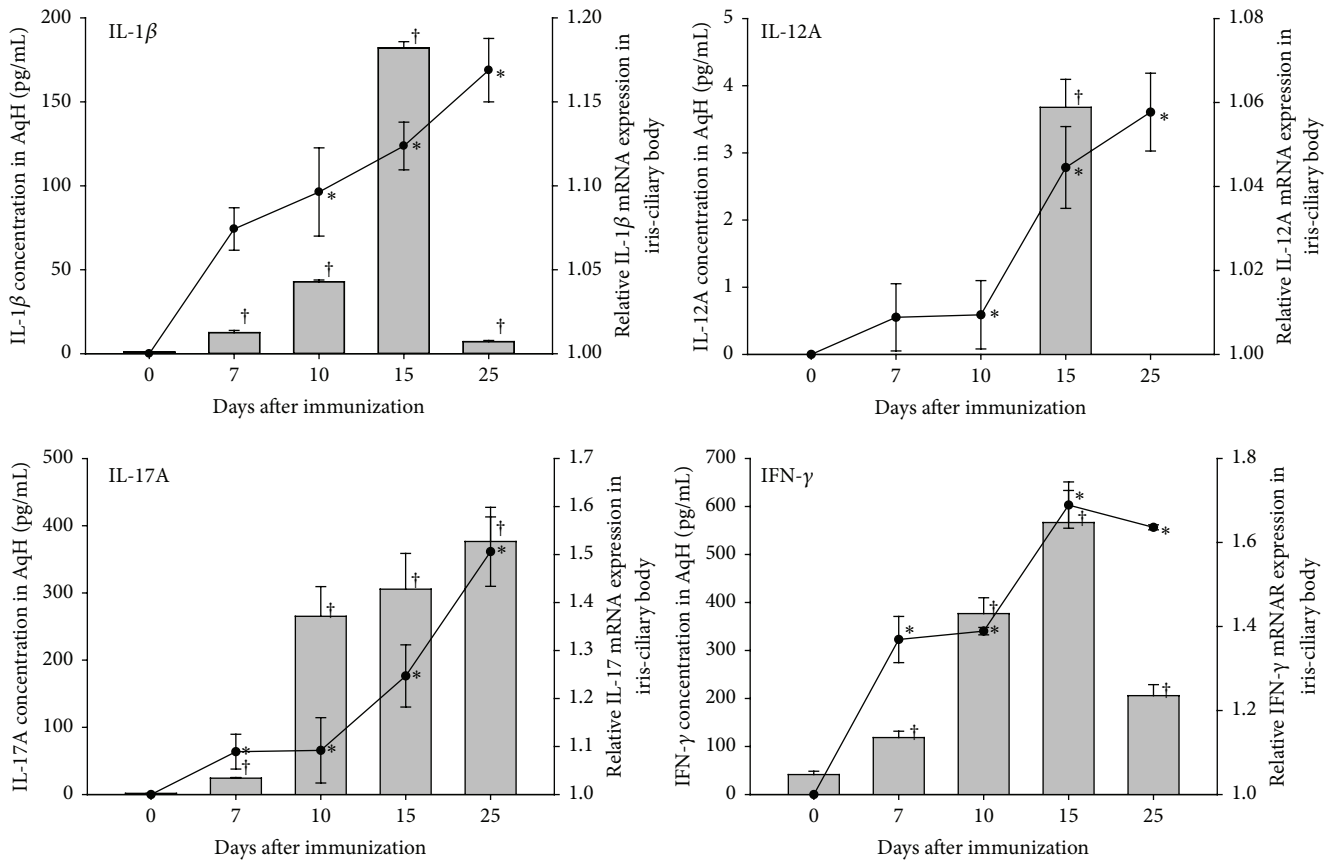 IL-1β
IL-1β concentration in AqH (pg/mL)
200
150
100
50
0
† † † †
* * *
1.20
1.15
1.10
1.05
1.00
Relative IL-1β mRNA expression in
iris-ciliary body
0 7 10 15 25
Days after immunization
IL-12A
IL-12A concentration in AqH (pg/mL)
5
4
3
2
1
0
†
* * *
1.08
1.06
1.04
1.02
1.00
Relative IL-12A mRNA expression in
iris-ciliary body
0 7 10 15 25
Days after immunization
IL-17A
IL-17A concentration in AqH (pg/mL)
500
400
300
200
100
0
† † † †
* * * *
1.7
1.6
1.5
1.4
1.3
1.2
1.1
1.0
Relative IL-17 mRNA expression in
iris-ciliary body
0 7 10 15 25
Days after immunization
IFN-γ
IFN-γ concentration in AqH (pg/mL)
700
600
500
400
300
200
100
0
† † † †
* * * *
1.8
1.6
1.4
1.2
1.0
Relative IFN-γ mRNAR expression in
iris-ciliary body
0 7 10 15 25
Days after immunization